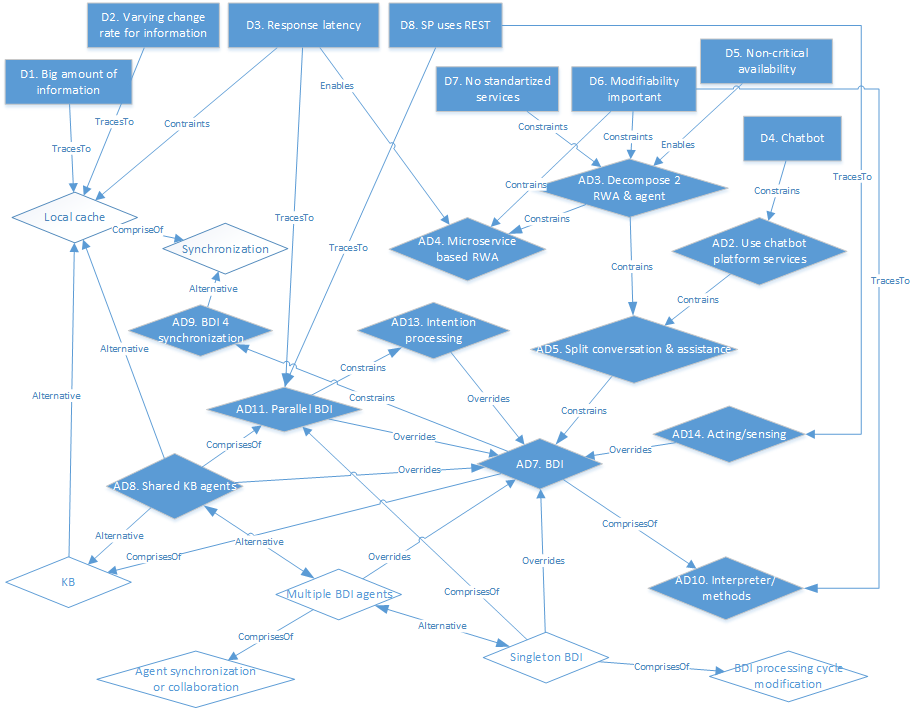 D2. Varying change
rate for information
D3. Response latency
D8. SP uses REST
D5. Non-critical
availability
D1. Big amount of
information
D7. No standartized
services
D6. Modifiability
important
Enables
D4. Chatbot
TracesTo
Contraints
Constrains
Constraints
Enables
TracesTo
TracesTo
AD3. Decompose 2
RWA & agent
Constrains
Constrains
Local cache
TracesTo
Constrains
CompriseOf
Synchronization
TracesTo
AD4. Microservice
based RWA
AD2. Use chatbot
platform services
Constrains
TracesTo
Alternative
Constrains
AD9. BDI 4
synchronization
AD13. Intention
processing
AD5. Split conversation & assistance
Alternative
Constrains
Alternative
Constrains
Overrides
Constrains
AD11. Parallel BDI
Overrides
AD14. Acting/sensing
ComprisesOf
Overrides
AD7. BDI
Overrides
AD8. Shared KB agents
Alternative
Alternative
ComprisesOf
ComprisesOf
Overrides
Overrides
KB
AD10. Interpreter/
methods
Multiple BDI agents
ComprisesOf
Alternative
ComprisesOf
Singleton BDI
ComprisesOf
Agent synchronization
or collaboration
BDI processing cycle
modification